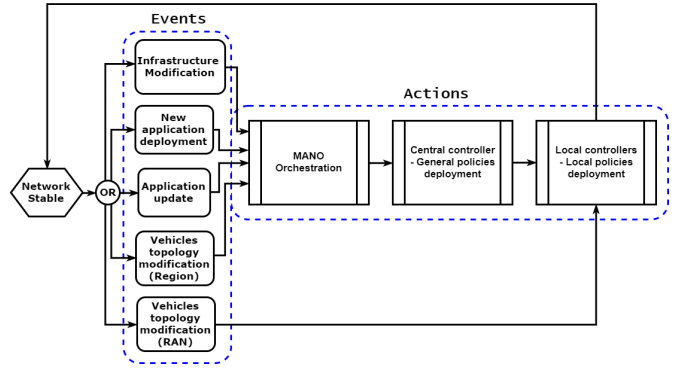 Events
Infrastructure
Modification
Actions
New
application
deployment
MANO
Orchestration
Central controller
- General policies
deployment
Local controllers
- Local policies
deployment
Network
Stable
OR
Application
update
Vehicles
topology
modification
(Region)
Vehicles
topology
modification
(RAN)